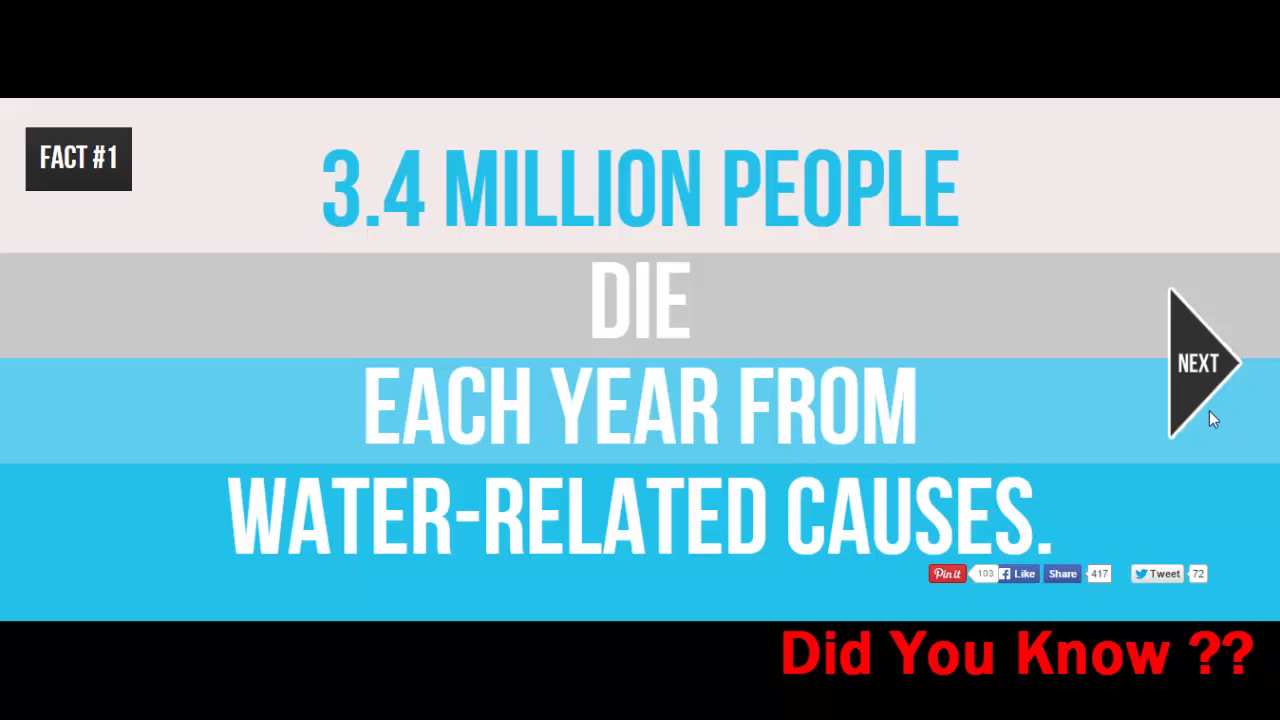 FACT #1
3.4 MILLION PEOPLE
DIE
EACH YEAR FROM
NEXT
WATER-RELATED CAUSES.
Pin it 103 Like Share 417 Tweet 72
Did You Know ??